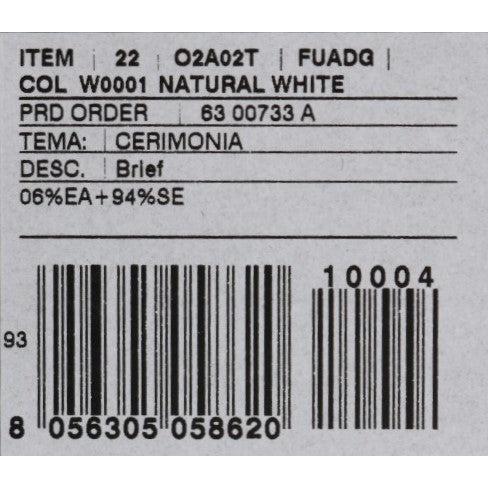 ITEM | 22 | O2A02T | FUADG |
COL W0001 NATURAL WHITE
PRD ORDER | 63 00733 A
TEMA: | CERIMONIA
DESC. | Brief
06%EA+94%SE
10004
93
8 056305 058620